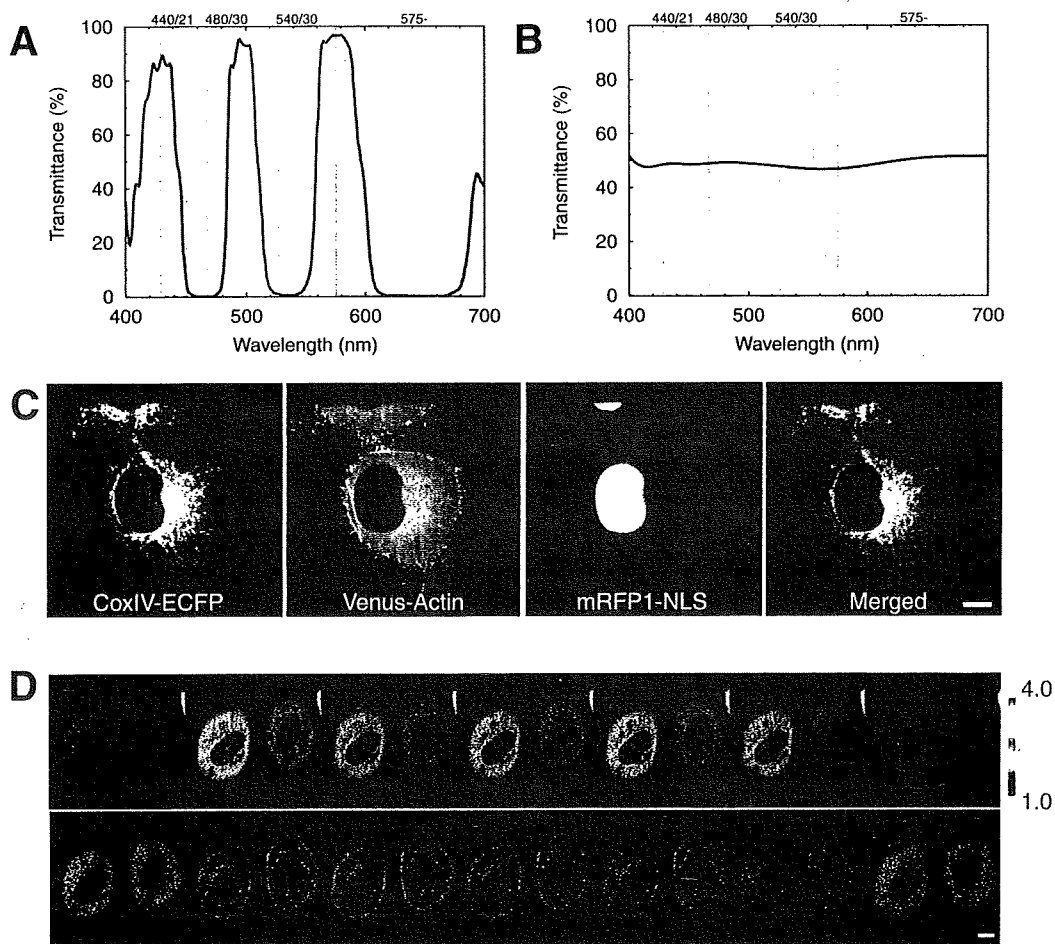 A
440/21 480/30 540/30 575-
100
80
60
40
20
0
Transmittance (%)
400 500 600 700
Wavelength (nm)
B
440/21 480/30 540/30 575-
100
80
60
40
20
0
Transmittance (%)
400 500 600 700
Wavelength (nm)
C
CoxIV-ECFP
Venus-Actin
mRFP1-NLS
Merged
D
4.0
1.0